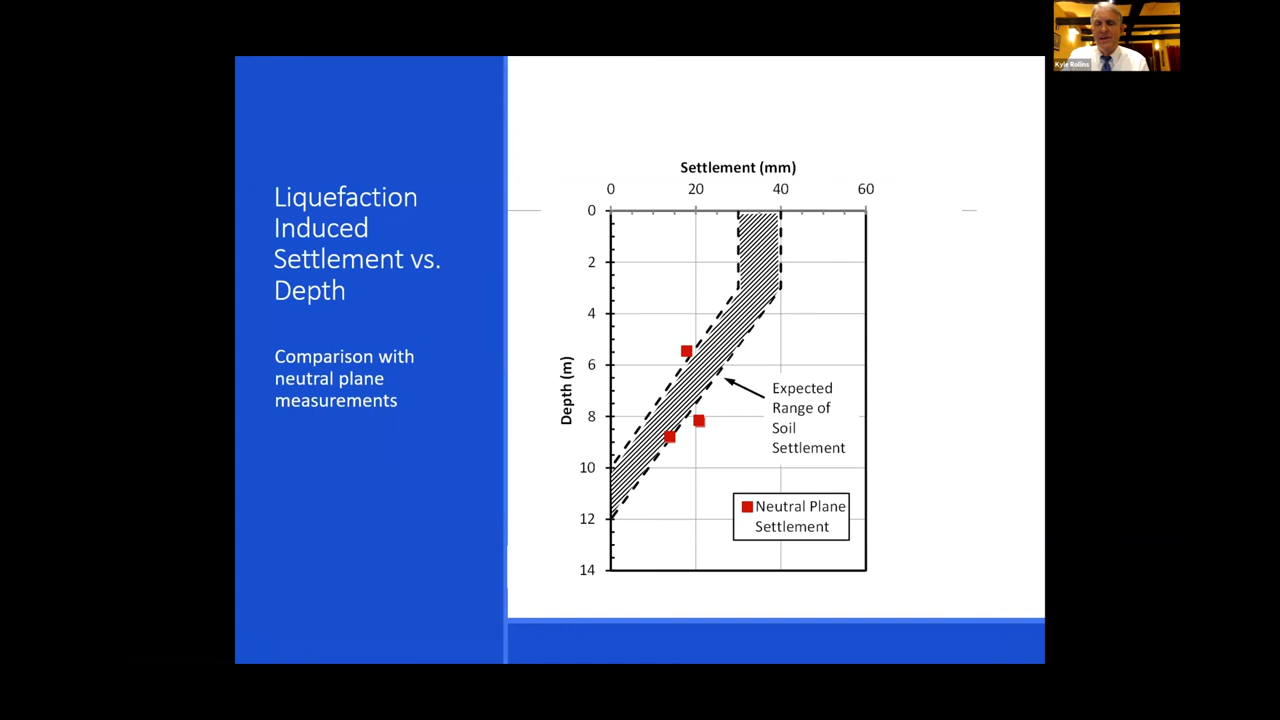 Kyle Rollins
Liquefaction
Induced
Settlement vs.
Depth
Comparison with
neutral plane
measurements
Settlement (mm)
0 20 40 60
0
2
4
6
8
10
12
14
Depth (m)
Expected
Range of
Soil
Settlement
Neutral Plane
Settlement